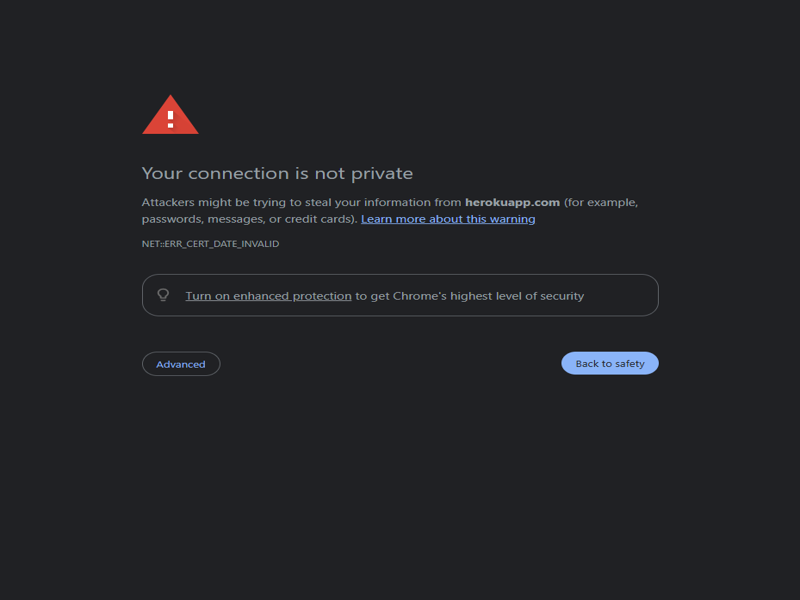 Your connection is not private
Attackers might be trying to steal your information from herokuapp.com (for example,
passwords, messages, or credit cards). Learn more about this warning
NET::ERR_CERT_DATE_INVALID
Turn on enhanced protection to get Chrome's highest level of security
Advanced
Back to safety